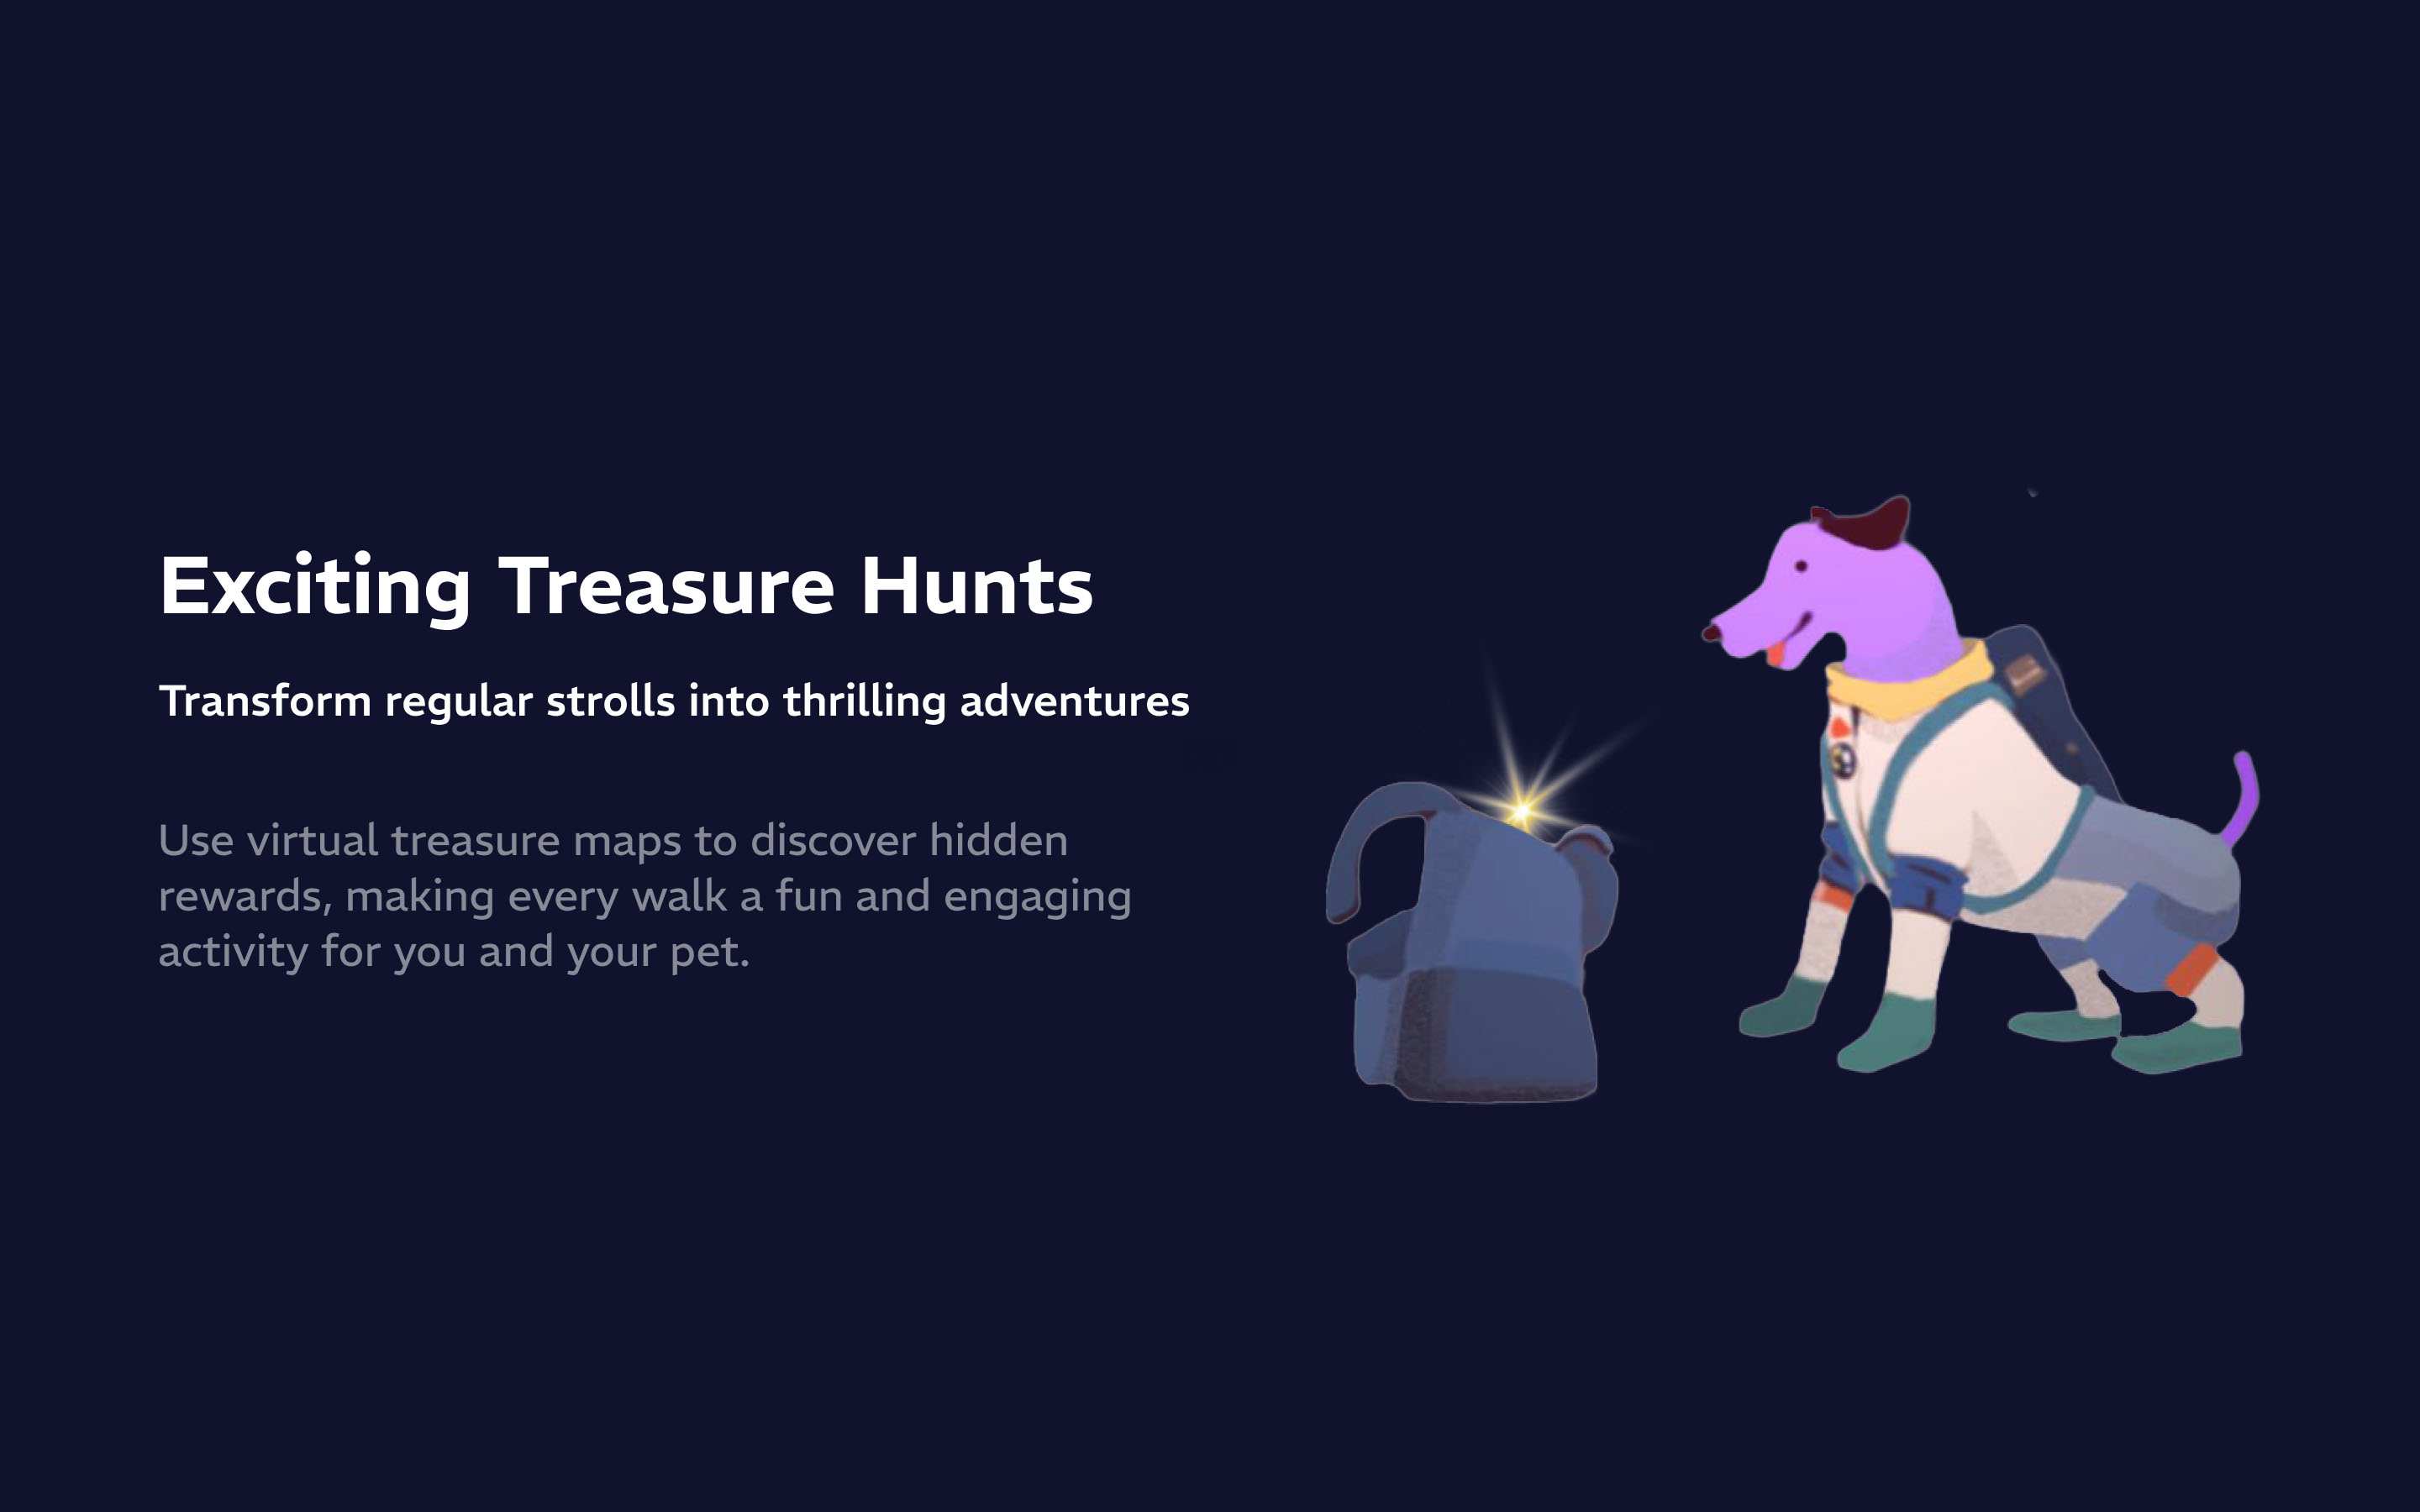 Exciting Treasure Hunts
Transform regular strolls into thrilling adventures
Use virtual treasure maps to discover hidden
rewards, making every walk a fun and engaging
activity for you and your pet.